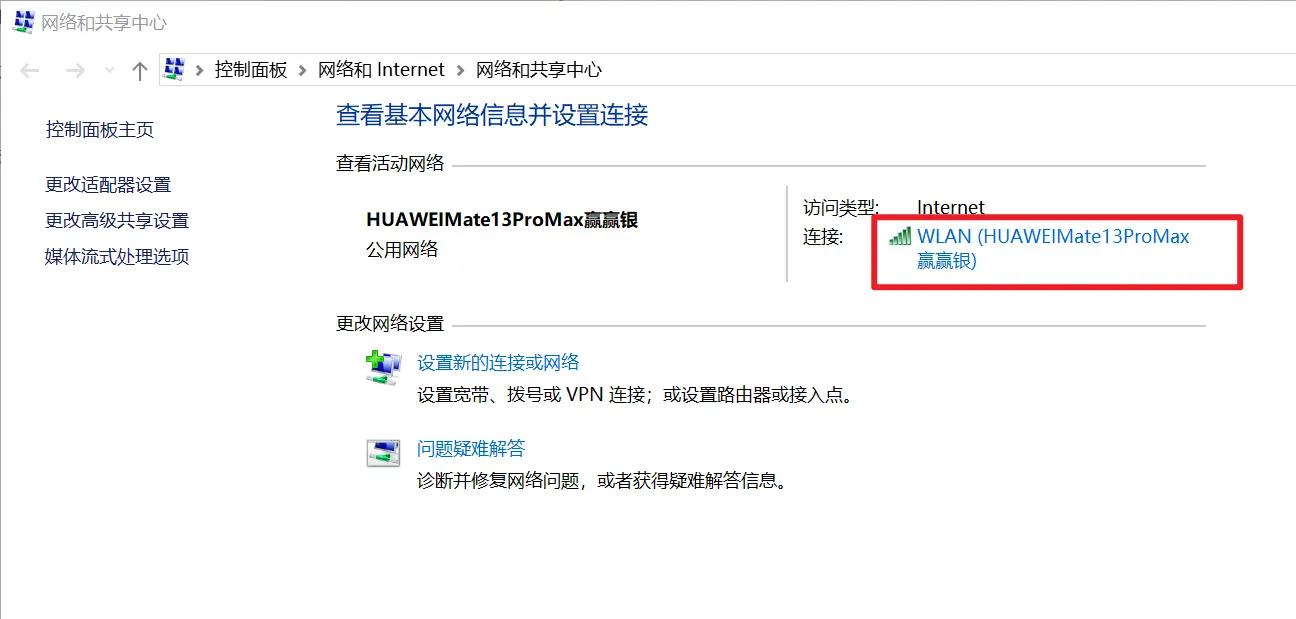 网络和共享中心
控制面板 > 网络和 Internet > 网络和共享中心
控制面板主页
更改适配器设置
更改高级共享设置
媒体流式处理选项
查看基本网络信息并设置连接
查看活动网络
HUAWEIMate13ProMax赢赢银
公用网络
访问类型: Internet
连接: WLAN (HUAWEIMate13ProMax
赢赢银)
更改网络设置
设置新的连接或网络
设置宽带、拨号或 VPN 连接；或设置路由器或接入点。
问题疑难解答
诊断并修复网络问题，或者获得疑难解答信息。